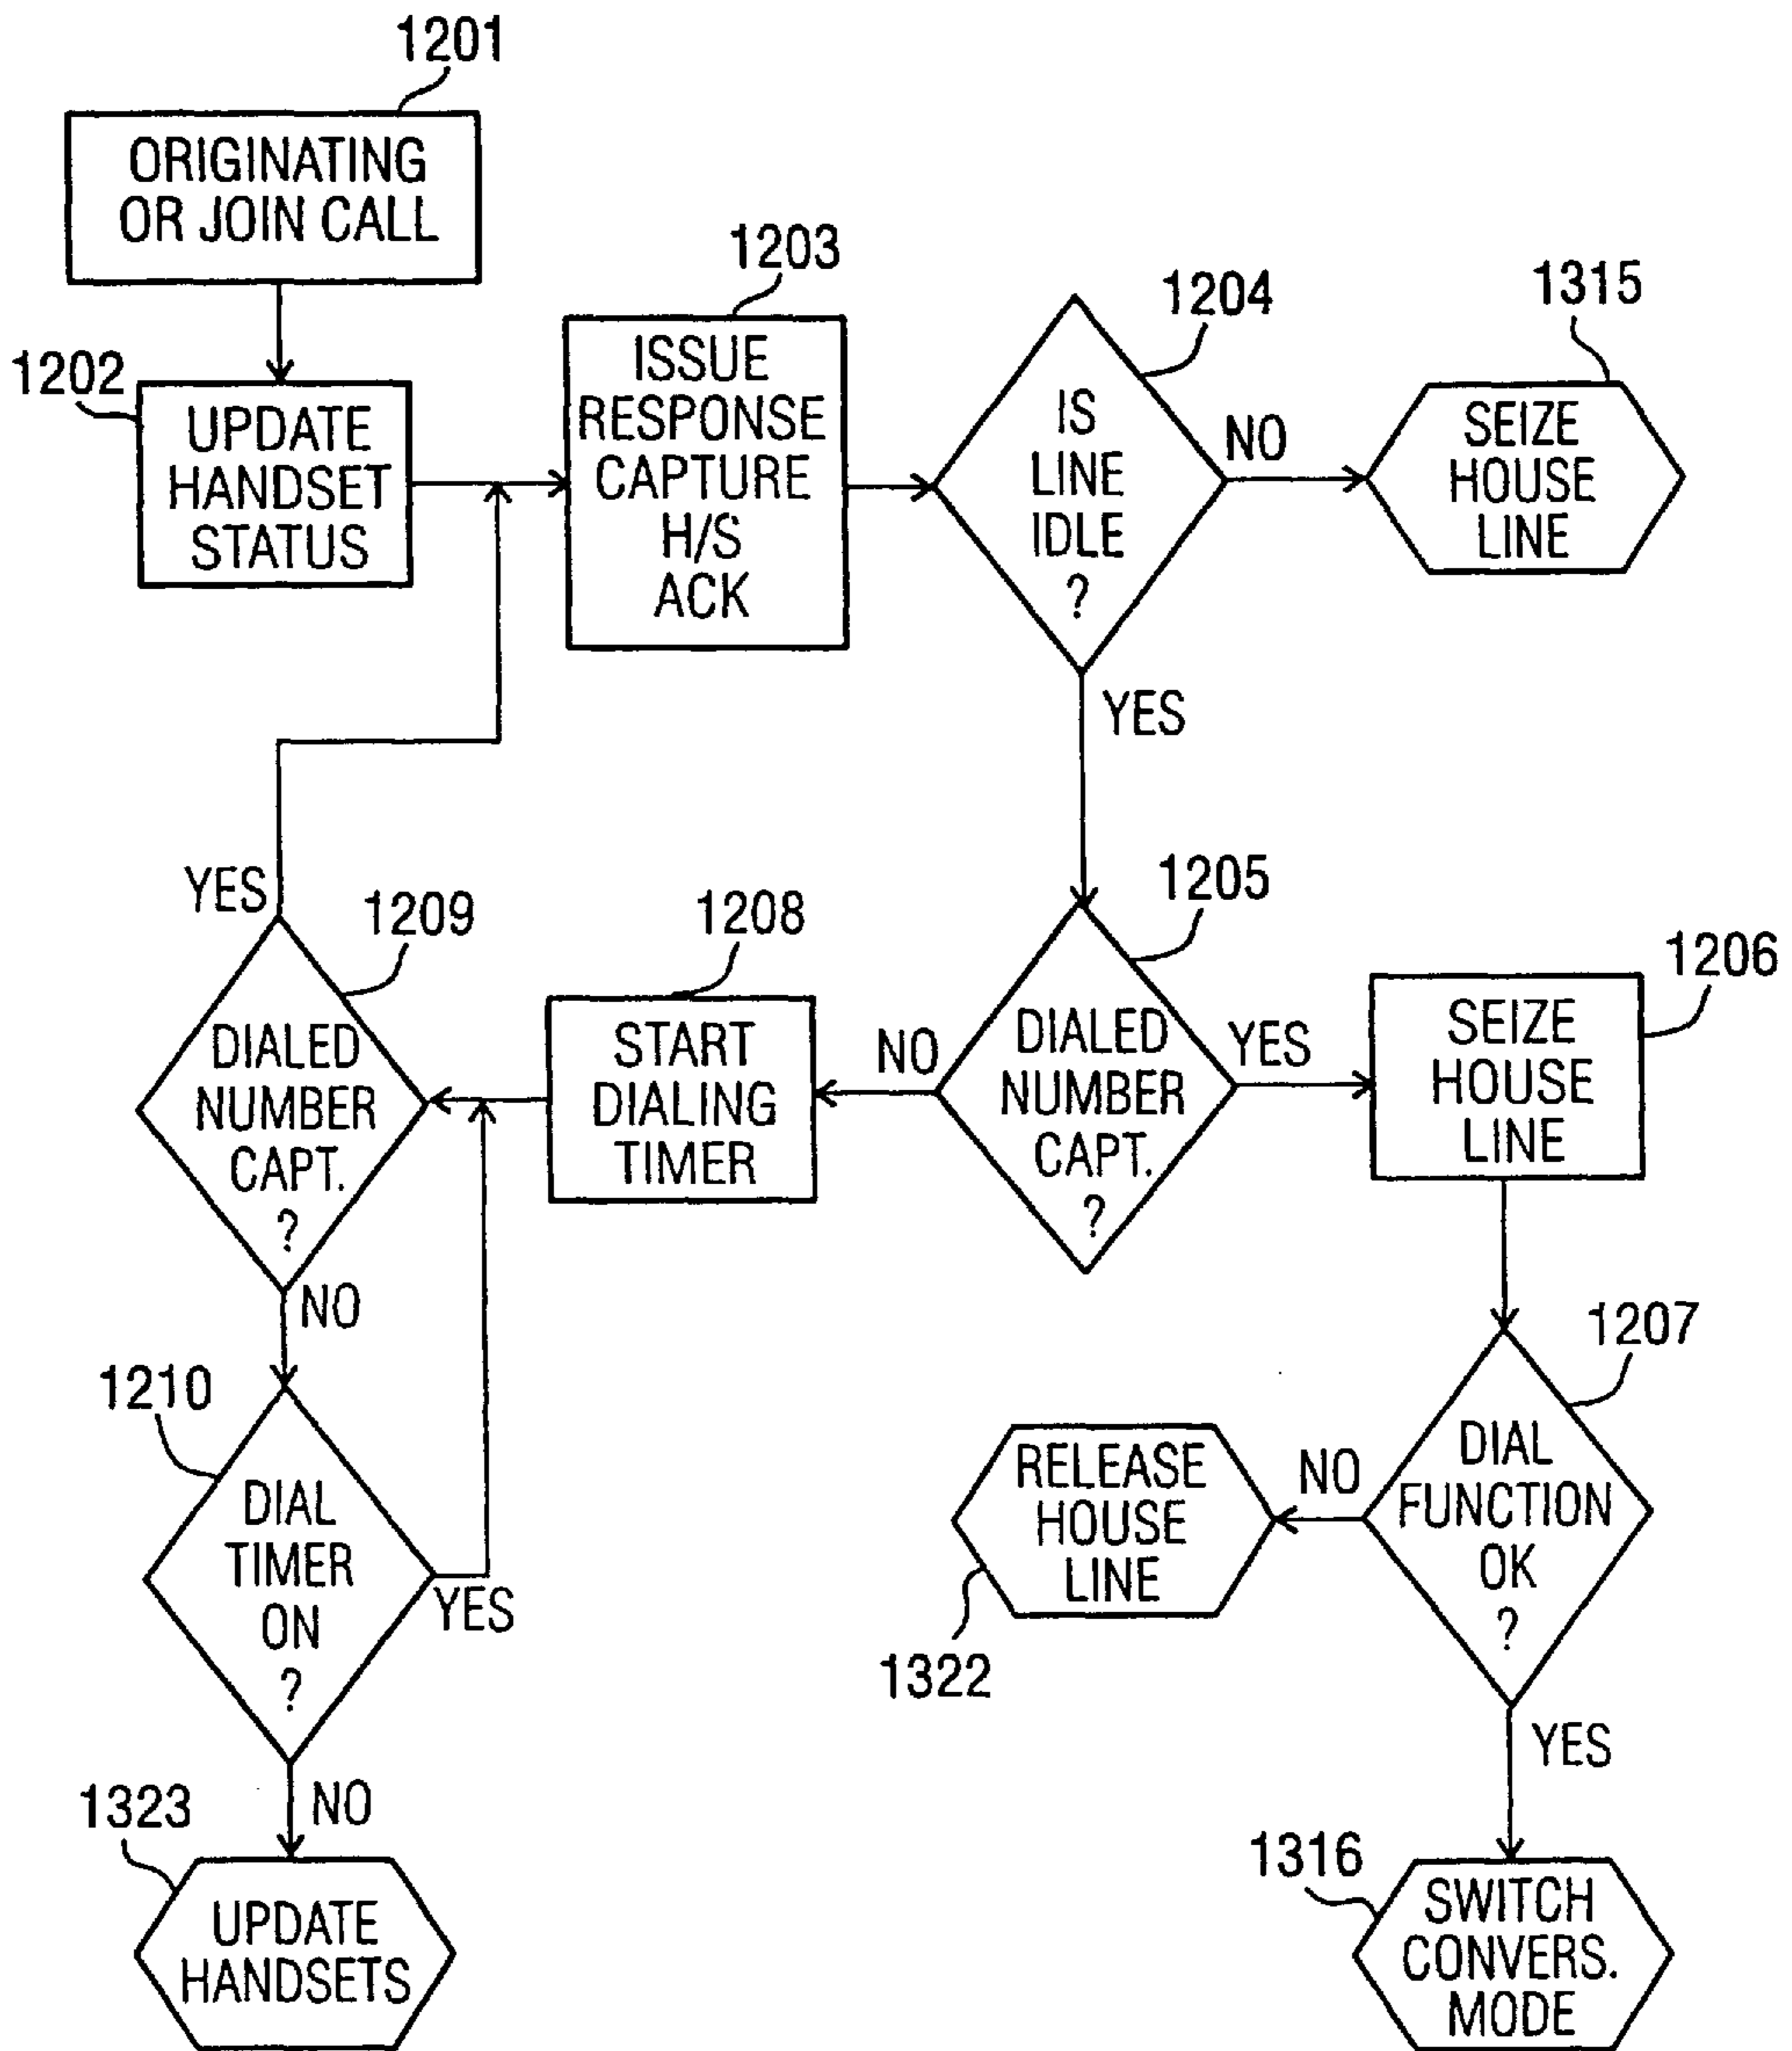 1201
ORIGINATING
OR JOIN CALL
1202
UPDATE
HANDSET
STATUS
1203
ISSUE
RESPONSE
CAPTURE
H/S
ACK
1204
IS
LINE
IDLE
?
NO
1315
SEIZE
HOUSE
LINE
YES
1205
DIALED
NUMBER
CAPT.
?
YES
1206
SEIZE
HOUSE
LINE
NO
1208
START
DIALING
TIMER
1209
DIALED
NUMBER
CAPT.
?
YES
NO
1210
DIAL
TIMER
ON
?
YES
NO
1323
UPDATE
HANDSETS
1207
DIAL
FUNCTION
OK
?
NO
RELEASE
HOUSE
LINE
1322
YES
1316
SWITCH
CONVERS.
MODE